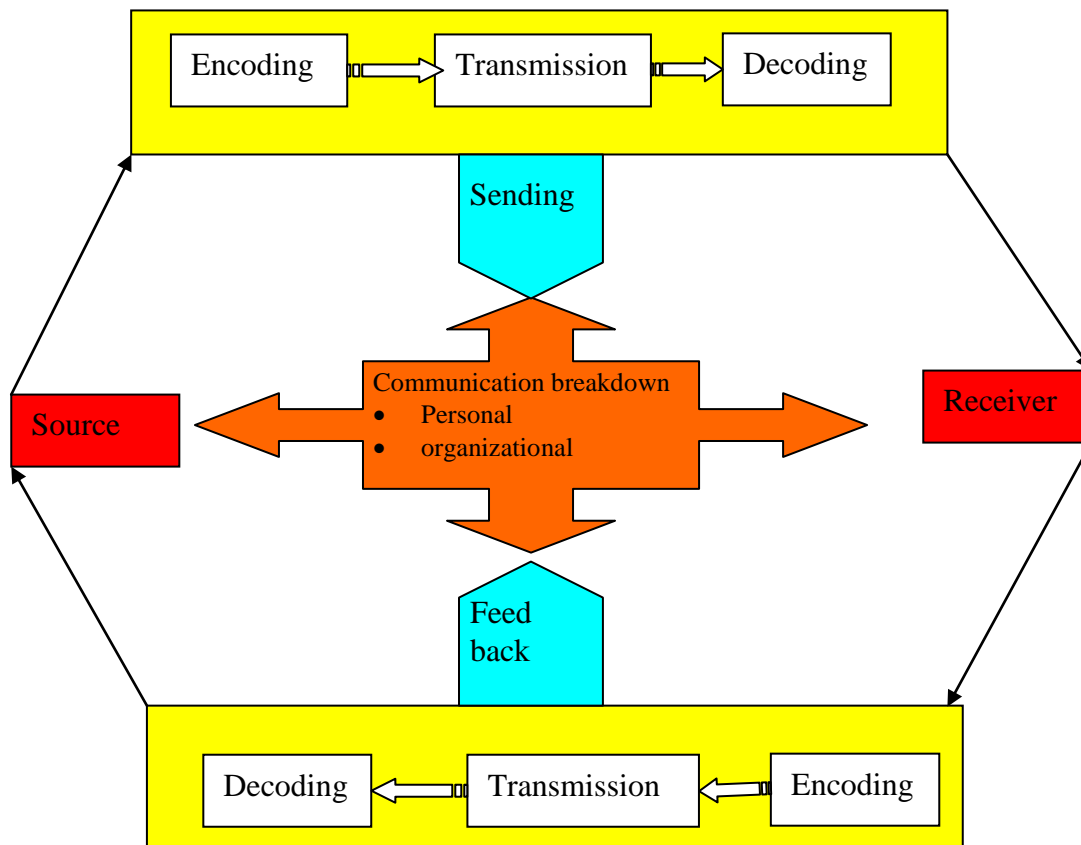 Encoding
Transmission
Decoding
Sending
Communication breakdown
• Personal
• organizational
Source
Receiver
Feed
back
Decoding
Transmission
Encoding